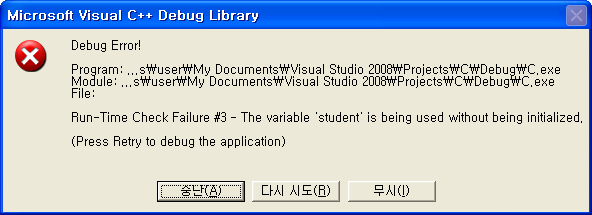 Microsoft Visual C++ Debug Library
Debug Error!
Program: ...s₩user₩My Documents₩Visual Studio 2008₩Projects₩C₩Debug₩C.exe
Module: ...s₩user₩My Documents₩Visual Studio 2008₩Projects₩C₩Debug₩C.exe
File:
Run-Time Check Failure #3 - The variable 'student' is being used without being initialized.
(Press Retry to debug the application)
중단(A) 다시 시도(R) 무시(I)